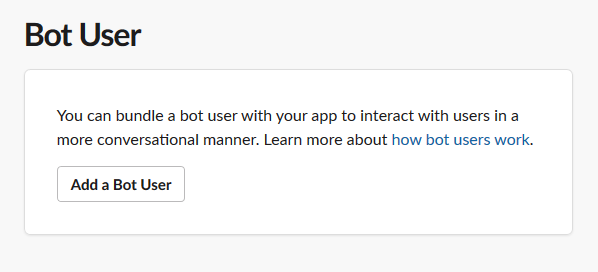 Bot User
You can bundle a bot user with your app to interact with users in a
more conversational manner. Learn more about how bot users work.
Add a Bot User